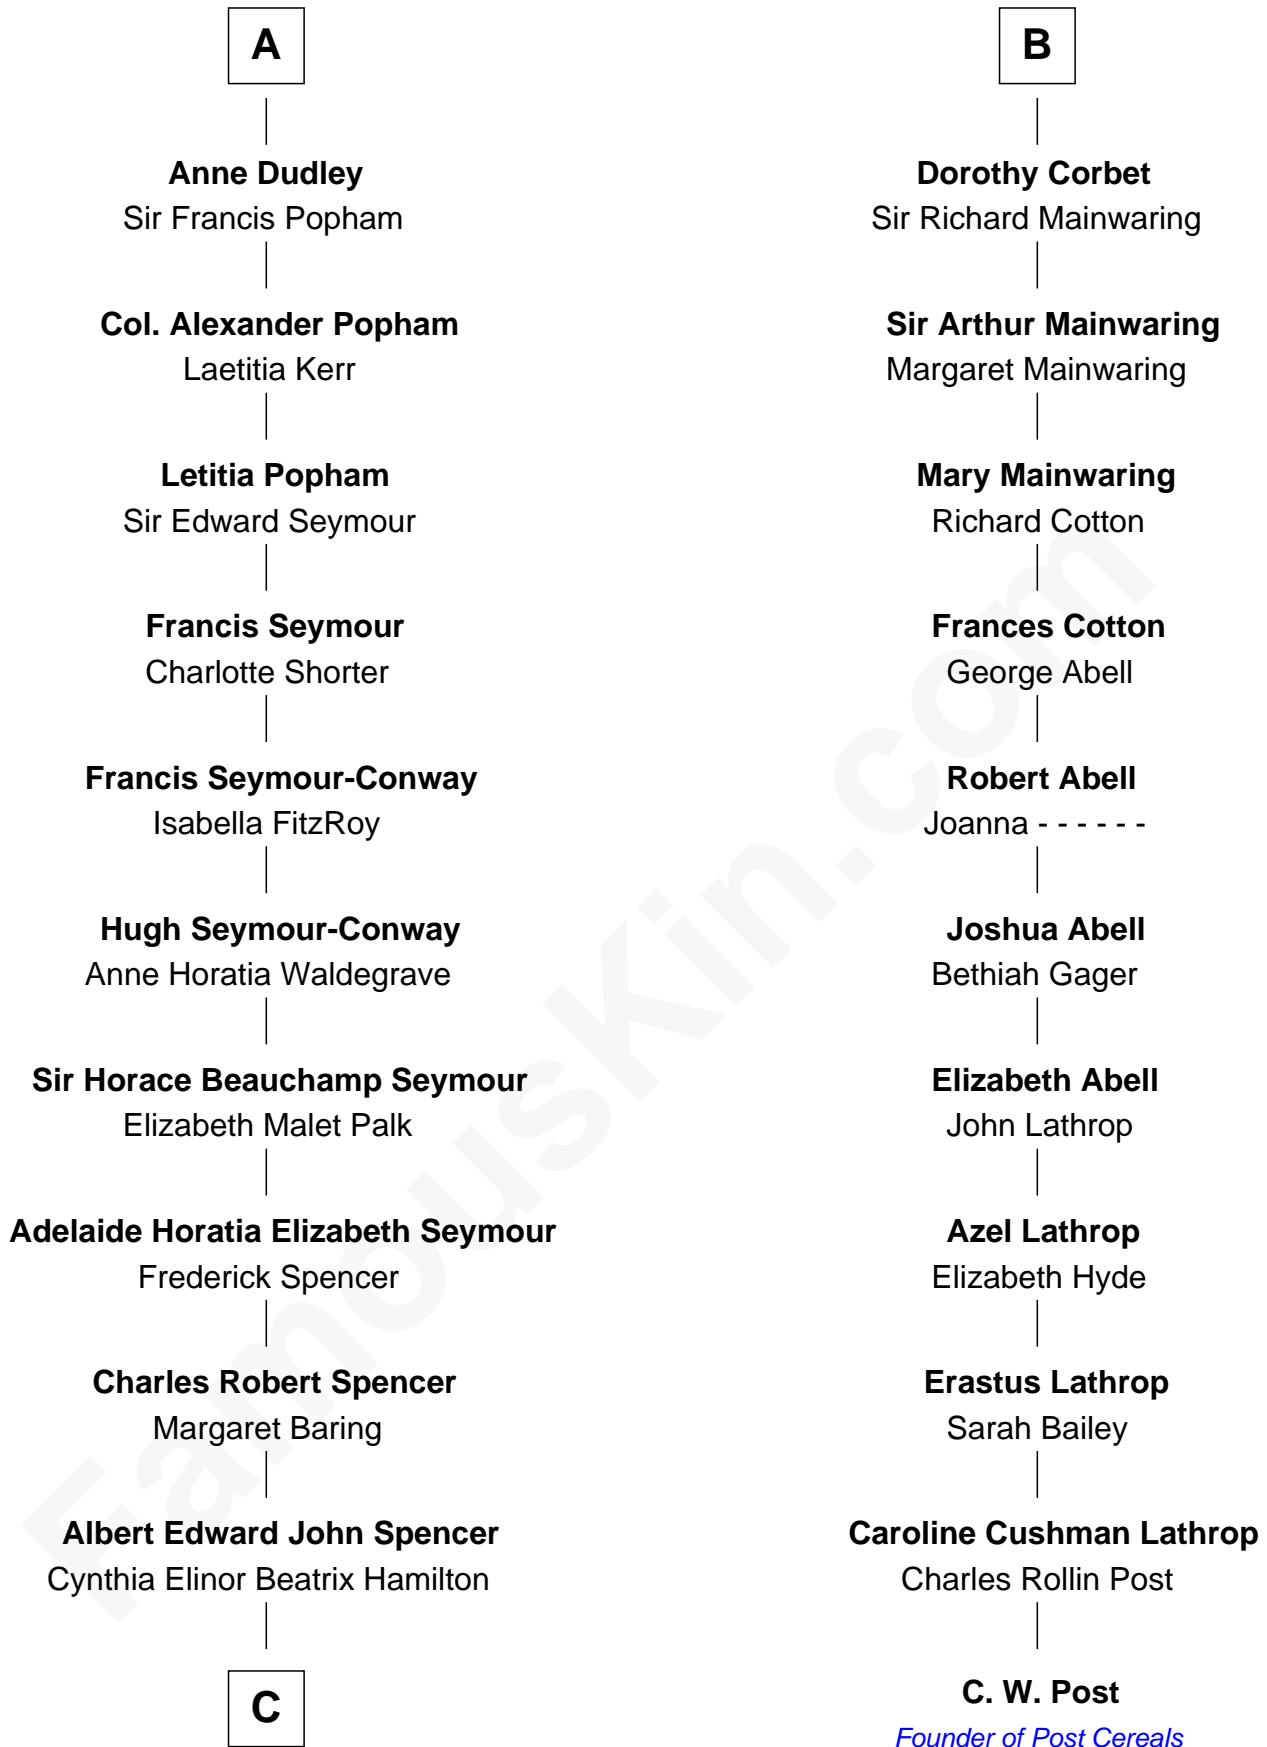 A
Anne Dudley
Sir Francis Popham
Col. Alexander Popham
Laetitia Kerr
Letitia Popham
Sir Edward Seymour
Francis Seymour
Charlotte Shorter
Francis Seymour-Conway
Isabella FitzRoy
Hugh Seymour-Conway
Anne Horatia Waldegrave
Sir Horace Beauchamp Seymour
Elizabeth Malet Palk
Adelaide Horatia Elizabeth Seymour
Frederick Spencer
Charles Robert Spencer
Margaret Baring
Albert Edward John Spencer
Cynthia Elinor Beatrix Hamilton
C
B
Dorothy Corbet
Sir Richard Mainwaring
Sir Arthur Mainwaring
Margaret Mainwaring
Mary Mainwaring
Richard Cotton
Frances Cotton
George Abell
Robert Abell
Joanna - - - - - -
Joshua Abell
Bethiah Gager
Elizabeth Abell
John Lathrop
Azel Lathrop
Elizabeth Hyde
Erastus Lathrop
Sarah Bailey
Caroline Cushman Lathrop
Charles Rollin Post
C. W. Post
Founder of Post Cereals
FamousKin.com